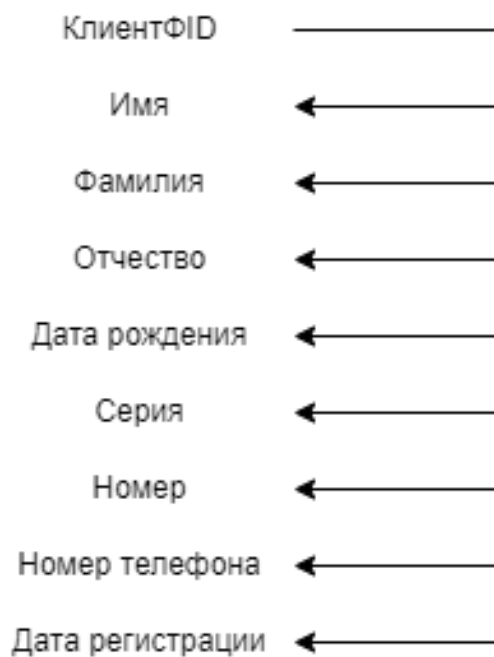 КлиентФID
Имя
Фамилия
Отчество
Дата рождения
Серия
Номер
Номер телефона
Дата регистрации